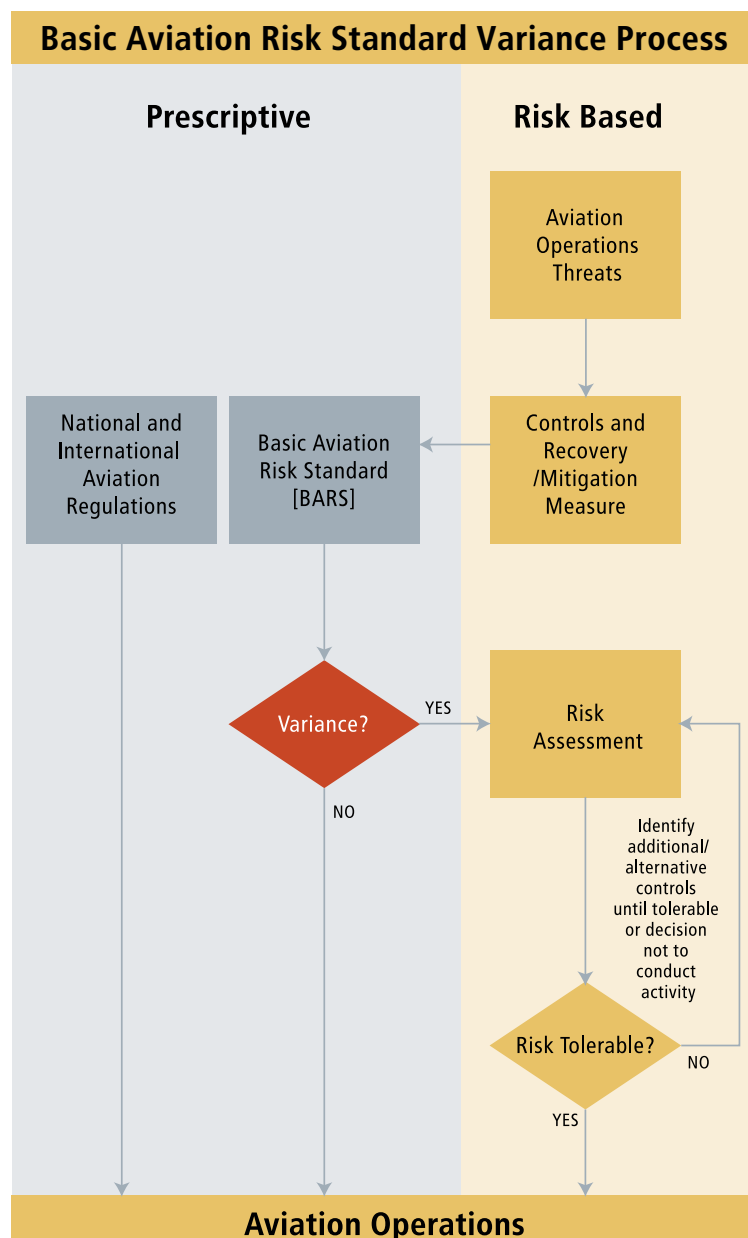 Basic Aviation Risk Standard Variance Process
Prescriptive
Risk Based
Aviation
Operations
Threats
National and
International
Aviation
Regulations
Basic Aviation
Risk Standard
[BARS]
Controls and
Recovery
/Mitigation
Measure
Variance?
YES
NO
Risk
Assessment
Identify
additional/
alternative
controls
until tolerable
or decision
not to
conduct
activity
Risk Tolerable?
NO
YES
Aviation Operations